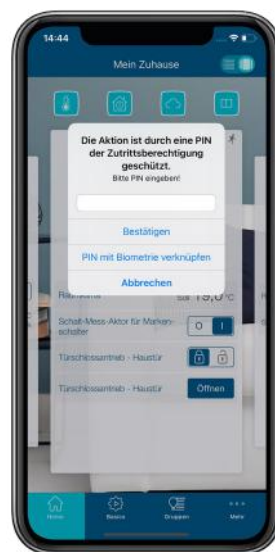 14:44
Mein Zuhause
Die Aktion ist durch eine PIN
der Zutrittsberechtigung
geschützt.
Bitte PIN eingeben!
Bestätigen
PIN mit Biometrie verknüpfen
Abbrechen
Soll 19,0 °C
Schalt-Mess-Aktor für Marken-
schalter
O I
Türschlossantrieb - Haustür
Türschlossantrieb - Haustür
Öffnen
Home
Basics
Gruppen
Mehr